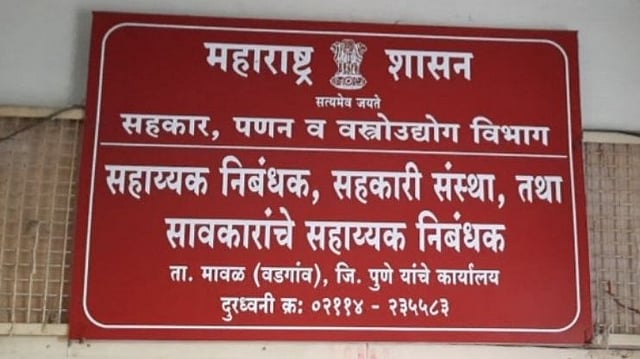 महाराष्ट्र शासन
सत्यमेव जयते
सहकार, पणन व वस्त्रोउद्योग विभाग
सहाय्यक निबंधक, सहकारी संस्था, तथा
सावकारांचे सहाय्यक निबंधक
ता. मावळ (वडगांव), जि. पुणे यांचे कार्यालय
दुरध्वनी क्र: ०२११४ - २३५५८३